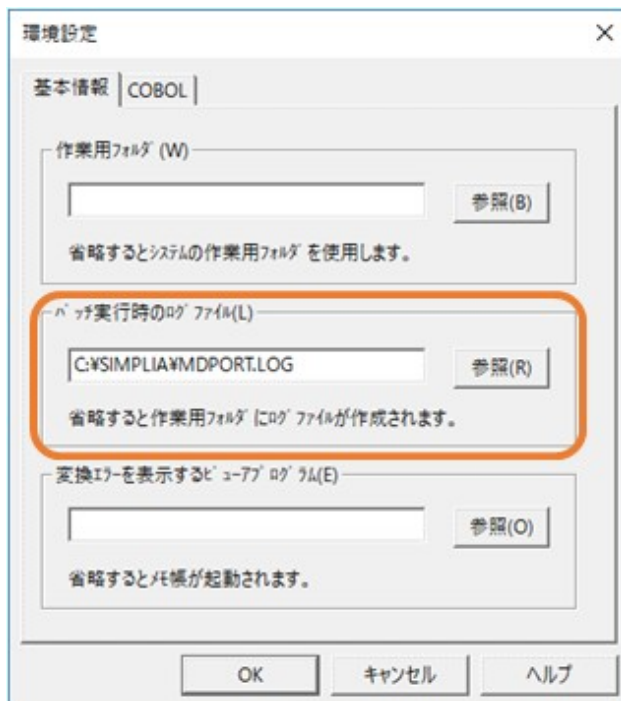 環境設定
基本情報 COBOL
作業用ﾌｫﾙﾀﾞ(W)
参照(B)
省略するとｼｽﾃﾑの作業用ﾌｫﾙﾀﾞを使用します。
ﾊﾞｯﾁ実行時のﾛｸﾞﾌｧｲﾙ(L)
C:¥SIMPLIA¥MDPORT.LOG
参照(R)
省略すると作業用ﾌｫﾙﾀﾞにﾛｸﾞﾌｧｲﾙが作成されます。
変換ｴﾗｰを表示するﾋﾞｭｰｱﾌﾟﾛｸﾞﾗﾑ(E)
参照(O)
省略するとﾒﾓ帳が起動されます。
OK キャンセル ヘルプ